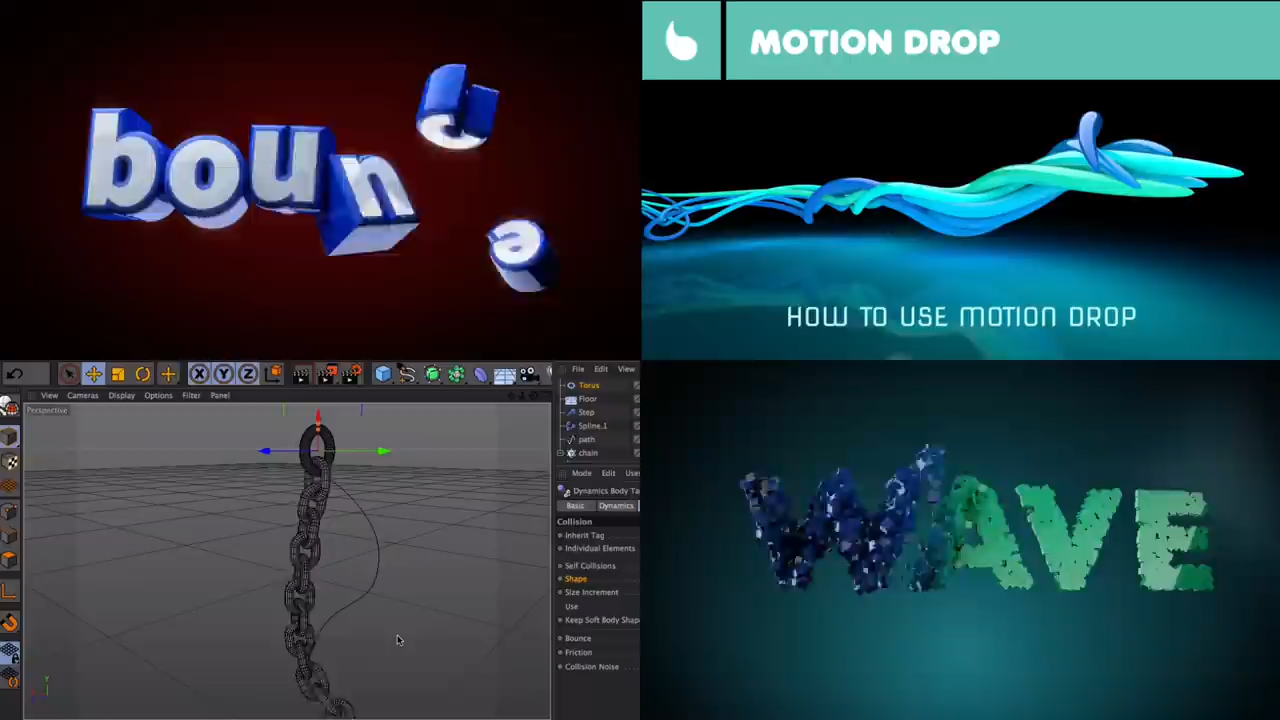 bounce
MOTION DROP
HOW TO USE MOTION DROP
X Y Z
File Edit View
View Cameras Display Options Filter Panel
Perspective
Torus
Floor
Step
Spline.1
path
chain
Mode Edit
Dynamics Body Ta
Basic Dynamics
Collision
Inherit Tag
Individual Elements
Self Collisions
Shape
Size Increment
Use
Keep Soft Body Shap
Bounce
Friction
Collision Noise
Y
WAVE